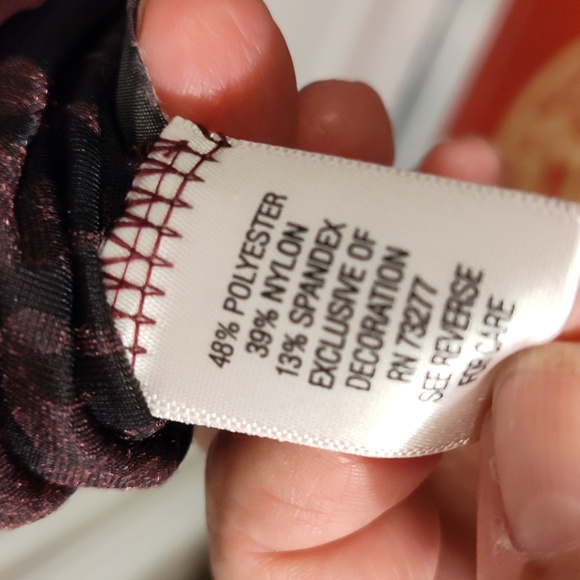 48% POLYESTER
39% NYLON
13% SPANDEX
EXCLUSIVE OF
DECORATION
RN 73277
SEE REVERSE
FOR CARE